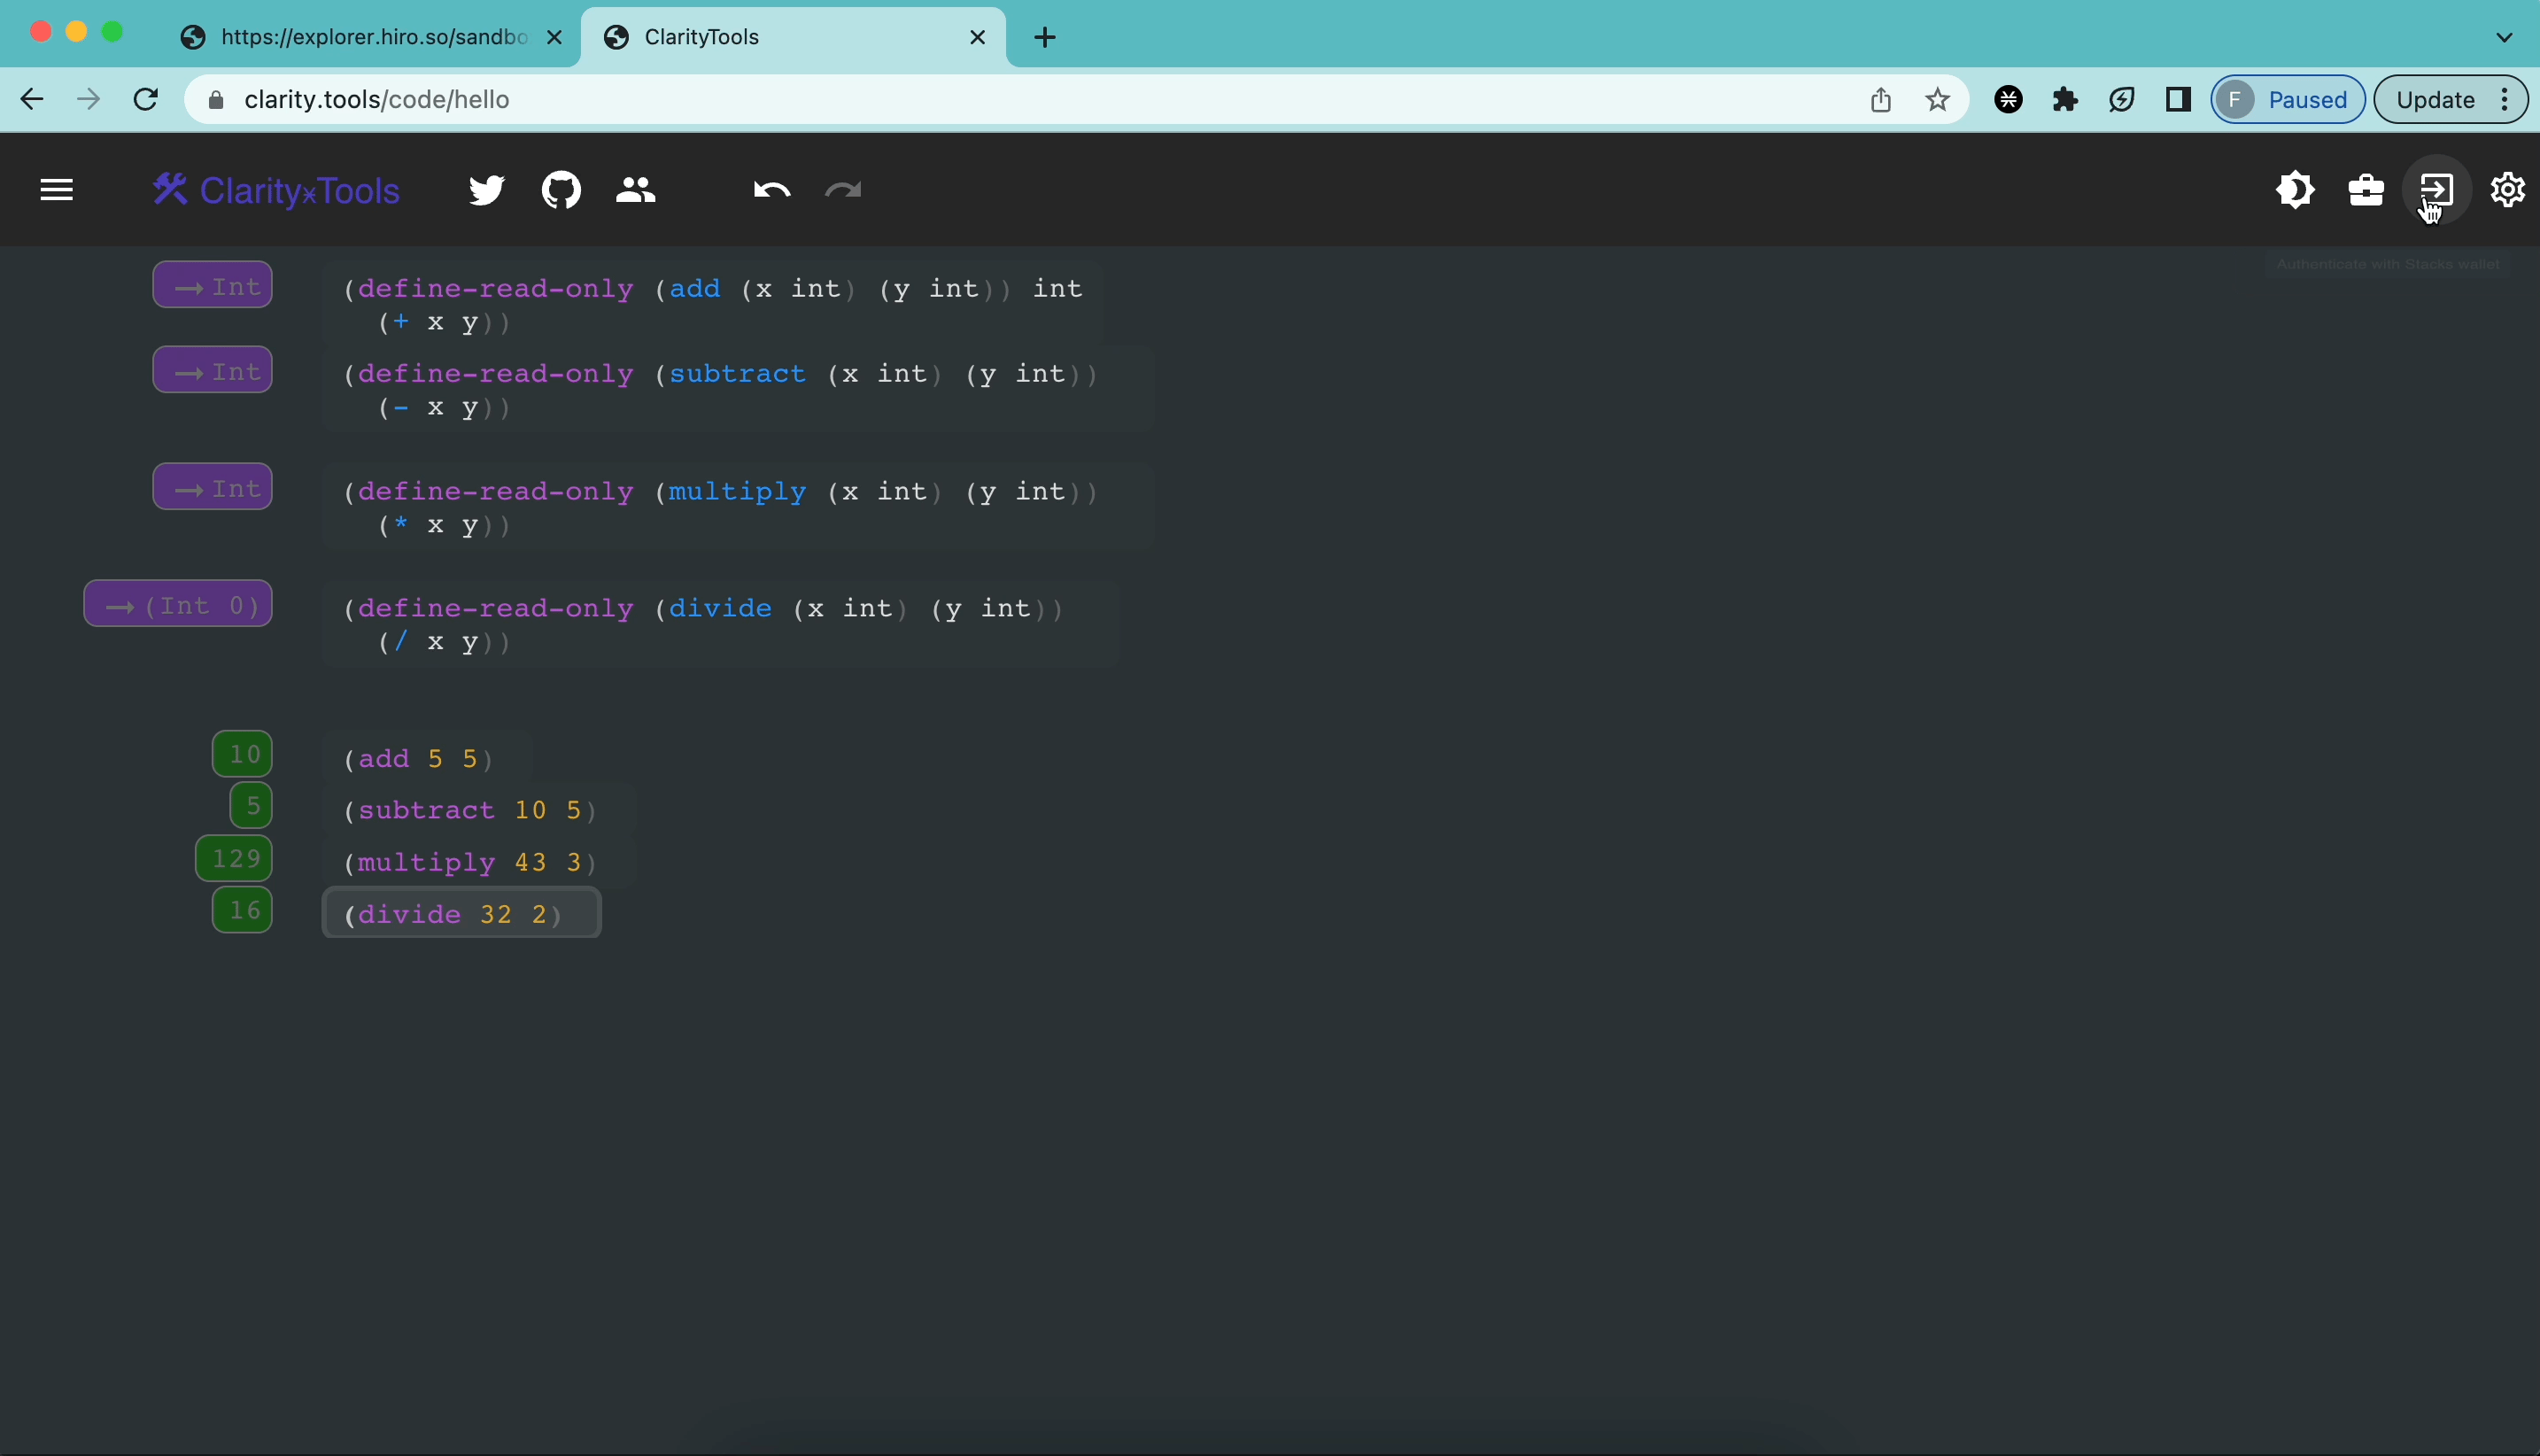 https://explorer.hiro.so/sandbo
ClarityTools
clarity.tools/code/hello
F Paused
Update
Clarity Tools
Authenticate with Stacks wallet
→ Int (define-read-only (add (x int) (y int)) int
(+ x y))
→ Int (define-read-only (subtract (x int) (y int))
(- x y))
→ Int (define-read-only (multiply (x int) (y int))
(* x y))
→ (Int 0) (define-read-only (divide (x int) (y int))
(/ x y))
10 (add 5 5)
5 (subtract 10 5)
129 (multiply 43 3)
16 (divide 32 2)